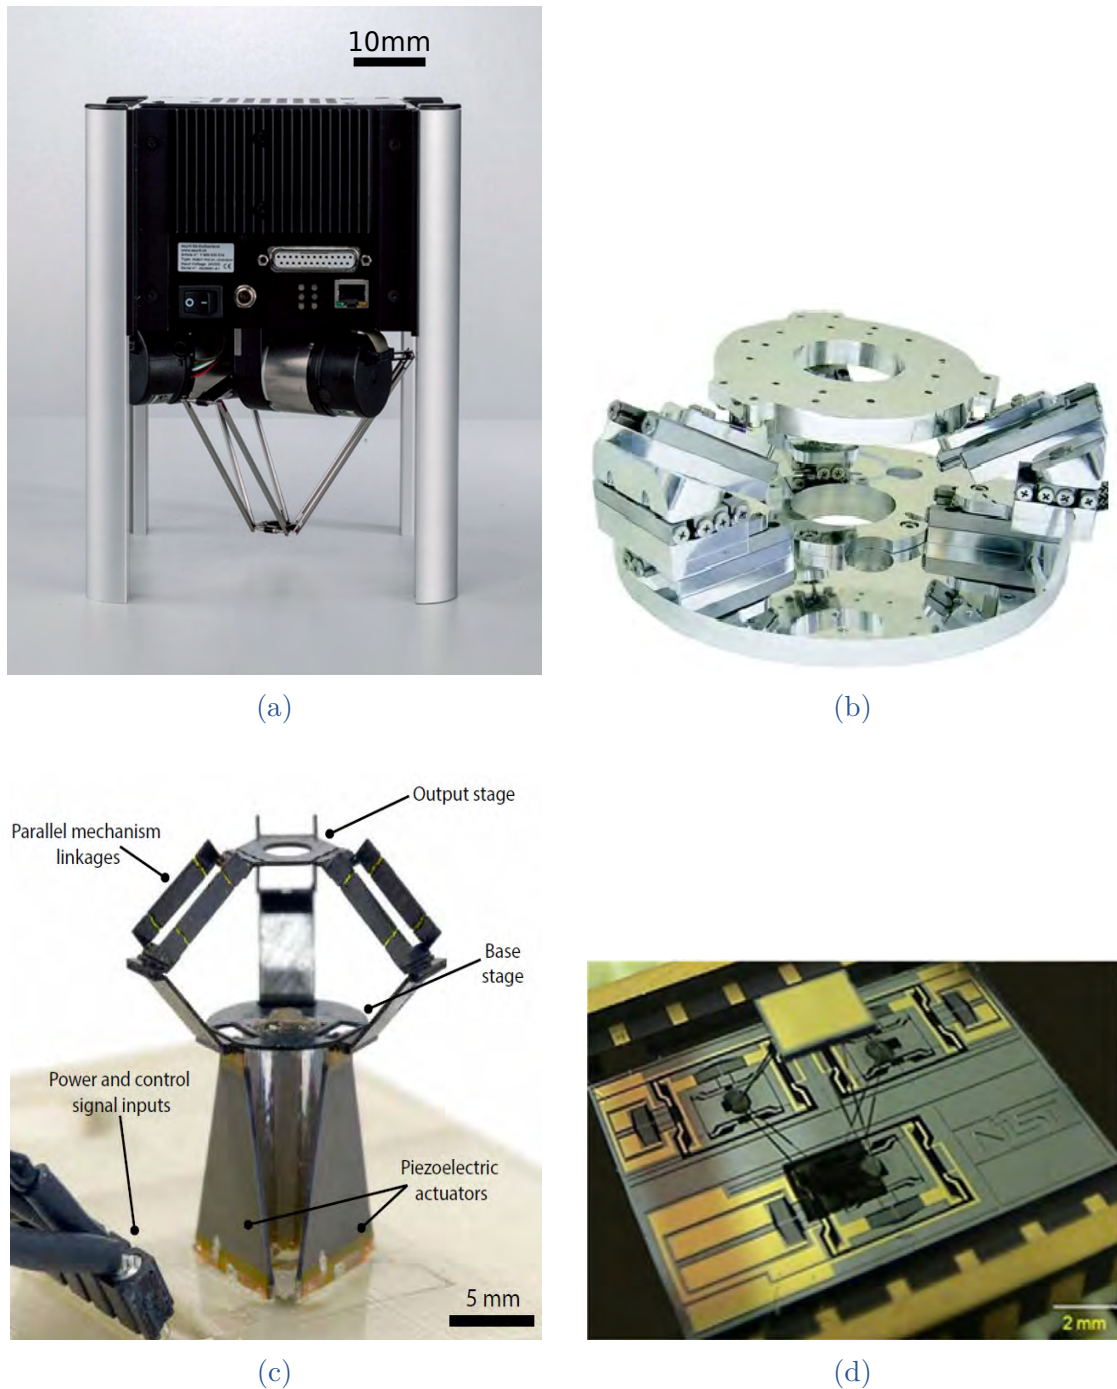 10mm
(a)
(b)
Output stage
Parallel mechanism
linkages
Base
stage
Power and control
signal inputs
Piezoelectric
actuators
5 mm
(c)
NIST
2 mm
(d)